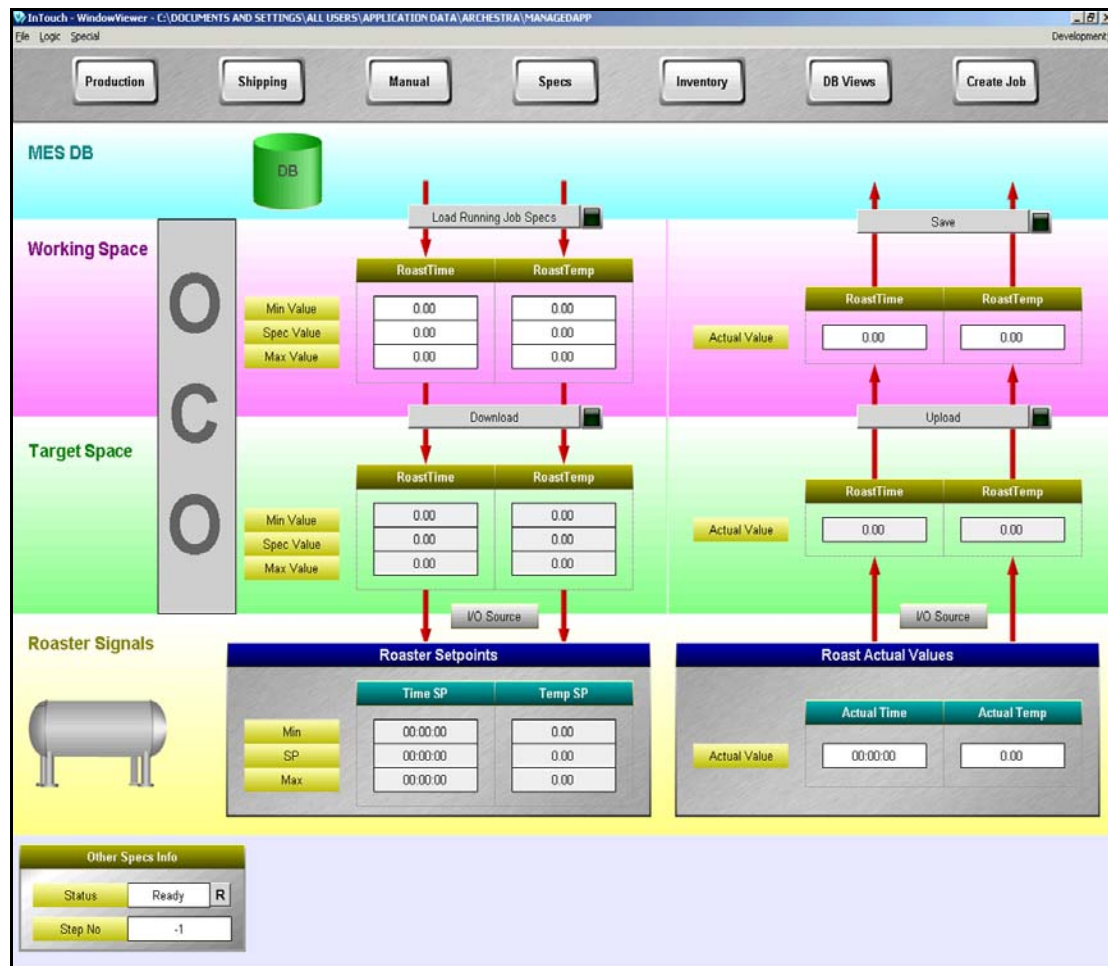 InTouch - WindowViewer - C:\DOCUMENTS AND SETTINGS\ALL USERS\APPLICATION DATA\ARCHESTRA\MANAGEDAPP
File Logic Special Development
Production Shipping Manual Specs Inventory DB Views Create Job
MES DB
DB
Load Running Job Specs
Save
Working Space
RoastTime RoastTemp
RoastTime RoastTemp
Min Value 0.00 0.00
Spec Value 0.00 0.00
Max Value 0.00 0.00
Actual Value 0.00 0.00
O
C
O
Download
Upload
Target Space
RoastTime RoastTemp
RoastTime RoastTemp
Min Value 0.00 0.00
Spec Value 0.00 0.00
Max Value 0.00 0.00
Actual Value 0.00 0.00
I/O Source
I/O Source
Roaster Signals
Roaster Setpoints
Time SP Temp SP
Min 00:00:00 0.00
SP 00:00:00 0.00
Max 00:00:00 0.00
Roast Actual Values
Actual Time Actual Temp
Actual Value 00:00:00 0.00
Other Specs Info
Status Ready R
Step No -1